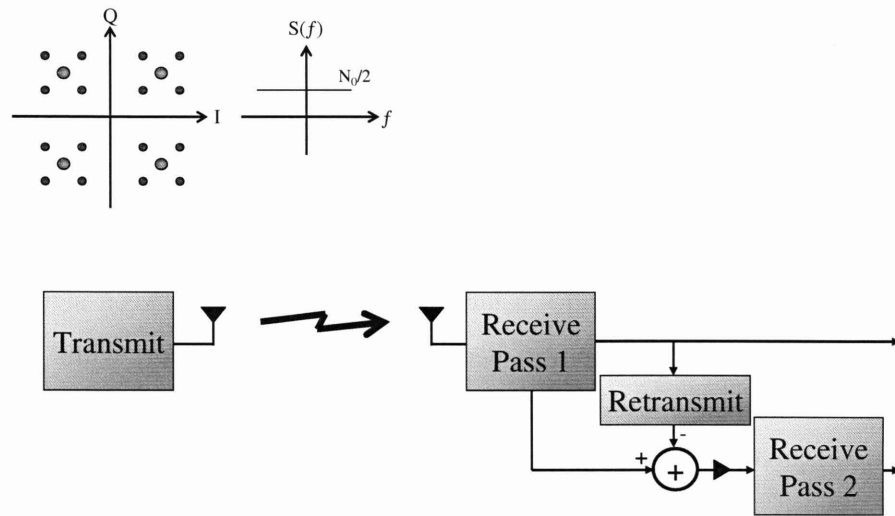 Q
I
S(f)
N₀/2
f
Transmit
Receive
Pass 1
Retransmit
-
+
+
Receive
Pass 2